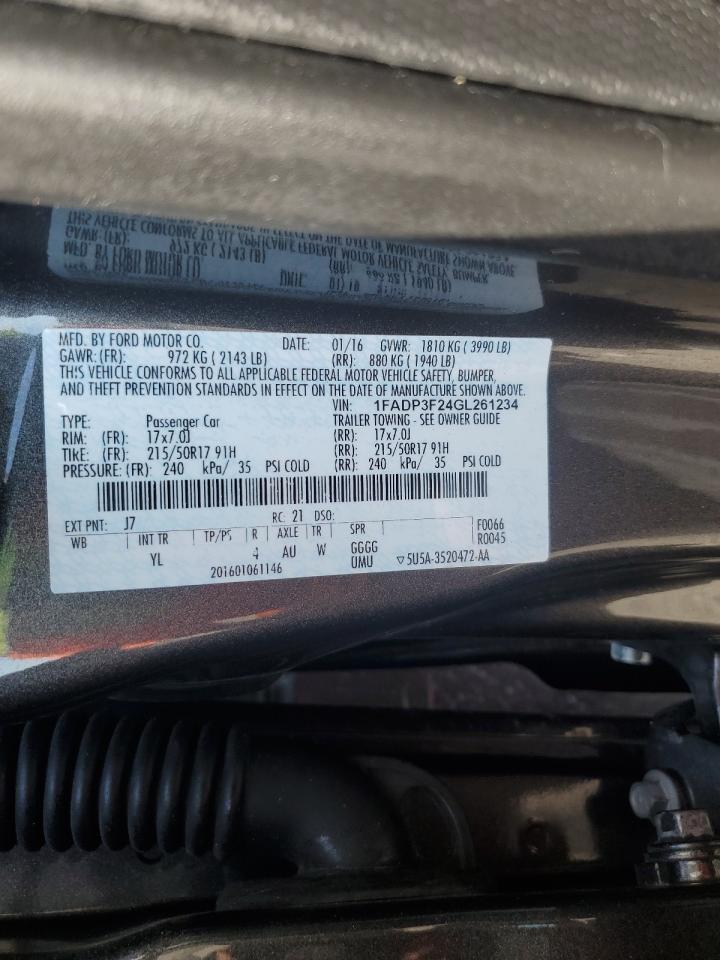 MFD. BY FORD MOTOR CO. DATE: 01/16 GVWR: 1810 KG ( 3990 LB)
GAWR: (FR): 972 KG ( 2143 LB) (RR): 880 KG ( 1940 LB)
THIS VEHICLE CONFORMS TO ALL APPLICABLE FEDERAL MOTOR VEHICLE SAFETY, BUMPER,
AND THEFT PREVENTION STANDARDS IN EFFECT ON THE DATE OF MANUFACTURE SHOWN ABOVE.
VIN: 1FADP3F24GL261234
TYPE: Passenger Car TRAILER TOWING - SEE OWNER GUIDE
RIM: (FR): 17x7.0J (RR): 17x7.0J
TIKE: (FR): 215/50R17 91H (RR): 215/50R17 91H
PRESSURE: (FR): 240 kPa/ 35 PSI COLD (RR): 240 kPa/ 35 PSI COLD
EXT PNT: J7 RC: 21 DSO: F0066
WB INT TR TP/PS R AXLE TR SPR R0045
YL 4 AU W GGGG
201601061146 UMU ▽5U5A-3520472-AA